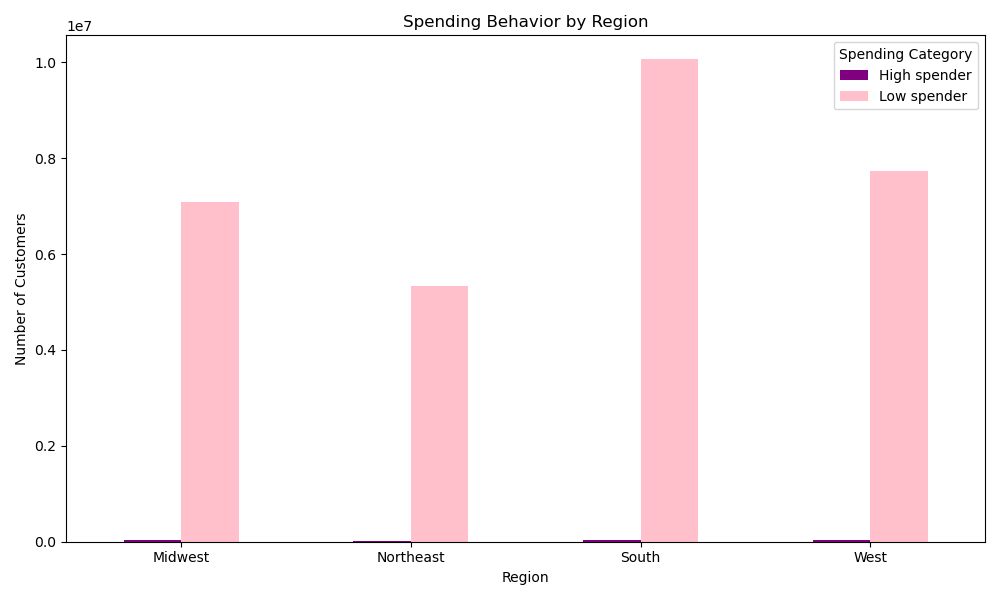 Spending Behavior by Region
1e7
Spending Category
High spender
Low spender
1.0
0.8
0.6
0.4
0.2
0.0
Number of Customers
Midwest
Northeast
South
West
Region